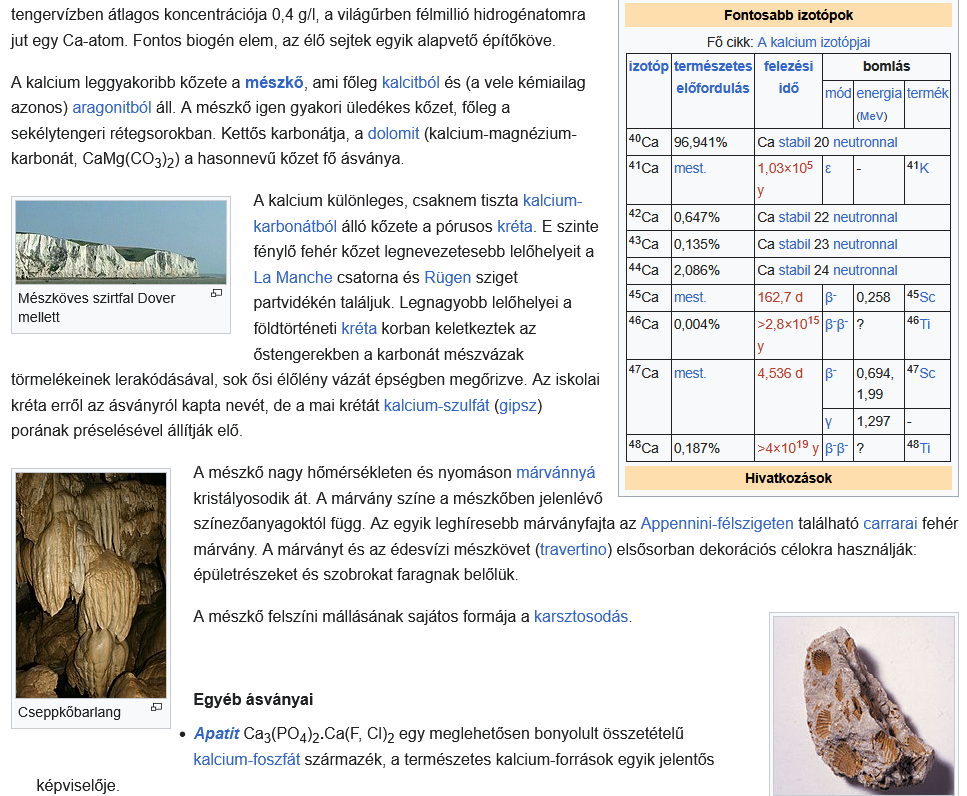 tengervízben átlagos koncentrációja 0,4 g/l, a világűrben félmillió hidrogénatomra
jut egy Ca-atom. Fontos biogén elem, az élő sejtek egyik alapvető építőköve.
A kalcium leggyakoribb kőzete a mészkő, ami főleg kalcitból és (a vele kémiailag
azonos) aragonitból áll. A mészkő igen gyakori üledékes kőzet, főleg a
sekélytengeri rétegsorokban. Kettős karbonátja, a dolomit (kalcium-magnézium-
karbonát, CaMg(CO₃)₂) a hasonnevű kőzet fő ásványa.
Mészköves szirtfal Dover
mellett
A kalcium különleges, csaknem tiszta kalcium-
karbonátból álló kőzete a pórusos kréta. E szinte
fénylő fehér kőzet legnevezetesebb lelőhelyeit a
La Manche csatorna és Rügen sziget
partvidékén találjuk. Legnagyobb lelőhelyei a
földtörténeti kréta korban keletkeztek az
őstengerekben a karbonát mészvázak
törmelékeinek lerakódásával, sok ősi élőlény vázát épségben megőrizve. Az iskolai
kréta erről az ásványról kapta nevét, de a mai krétát kalcium-szulfát (gipsz)
porának préselésével állítják elő.
Fontosabb izotópok
Fő cikk: A kalcium izotópjai
izotóp természetes előfordulás felezési idő bomlás
mód energia (MeV) termék
⁴⁰Ca 96,941% Ca stabil 20 neutronnal
⁴¹Ca mest. 1,03×10⁵ y ε - ⁴¹K
⁴²Ca 0,647% Ca stabil 22 neutronnal
⁴³Ca 0,135% Ca stabil 23 neutronnal
⁴⁴Ca 2,086% Ca stabil 24 neutronnal
⁴⁵Ca mest. 162,7 d β⁻ 0,258 ⁴⁵Sc
⁴⁶Ca 0,004% >2,8×10¹⁵ y β⁻β⁻ ? ⁴⁶Ti
⁴⁷Ca mest. 4,536 d β⁻ 0,694, 1,99 ⁴⁷Sc
γ 1,297 -
⁴⁸Ca 0,187% >4×10¹⁹ y β⁻β⁻ ? ⁴⁸Ti
Hivatkozások
Cseppkőbarlang
A mészkő nagy hőmérsékleten és nyomáson márvánnyá
kristályosodik át. A márvány színe a mészkőben jelenlévő
színezőanyagoktól függ. Az egyik leghíresebb márványfajta az Appennini-félszigeten található carrarai fehér
márvány. A márványt és az édesvízi mészkövet (travertino) elsősorban dekorációs célokra használják:
épületrészeket és szobrokat faragnak belőlük.
A mészkő felszíni mállásának sajátos formája a karsztosodás.
Egyéb ásványai
• Apatit Ca₃(PO₄)₂.Ca(F, Cl)₂ egy meglehetősen bonyolult összetételű
kalcium-foszfát származék, a természetes kalcium-források egyik jelentős
képviselője.